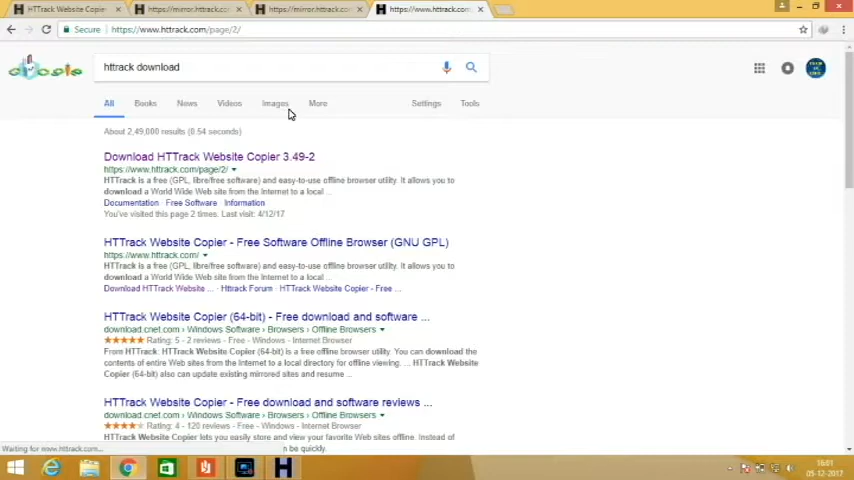 HTTrack Website Copier
https://mirror.httrack.co
https://mirror.httrack.co
https://www.httrack.com
Secure
https://www.httrack.com/page/2/
httrack download
All
Books
News
Videos
Images
More
Settings
Tools
About 2,49,000 results (0.54 seconds)
Download HTTrack Website Copier 3.49-2
https://www.httrack.com/page/2/
HTTrack is a free (GPL, libre/free software) and easy-to-use offline browser utility. It allows you to
download a World Wide Web site from the Internet to a local ...
Documentation · Free Software · Information
You've visited this page 2 times. Last visit: 4/12/17
HTTrack Website Copier - Free Software Offline Browser (GNU GPL)
https://www.httrack.com/
HTTrack is a free (GPL, libre/free software) and easy-to-use offline browser utility. It allows you to
download a World Wide Web site from the Internet to a local ...
Download HTTrack Website ... · Httrack Forum · HTTrack Website Copier - Free ...
HTTrack Website Copier (64-bit) - Free download and software ...
download.cnet.com › Windows Software › Browsers › Offline Browsers
Rating: 5 - 2 reviews - Free - Windows - Internet Browser
From HTTrack: HTTrack Website Copier (64-bit) is a free offline browser utility. You can download the
contents of entire Web sites from the Internet to a local directory for offline viewing. ... HTTrack Website
Copier (64-bit) also can update existing mirrored sites and resume ...
HTTrack Website Copier - Free download and software reviews ...
download.cnet.com › Windows Software › Browsers › Offline Browsers
Rating: 4 - 120 reviews - Free - Windows - Internet Browser
HTTrack Website Copier lets you easily store and view your favorite Web sites offline. Instead of
Waiting for www.httrack.com...
n be quickly.
16:01
05-12-2017